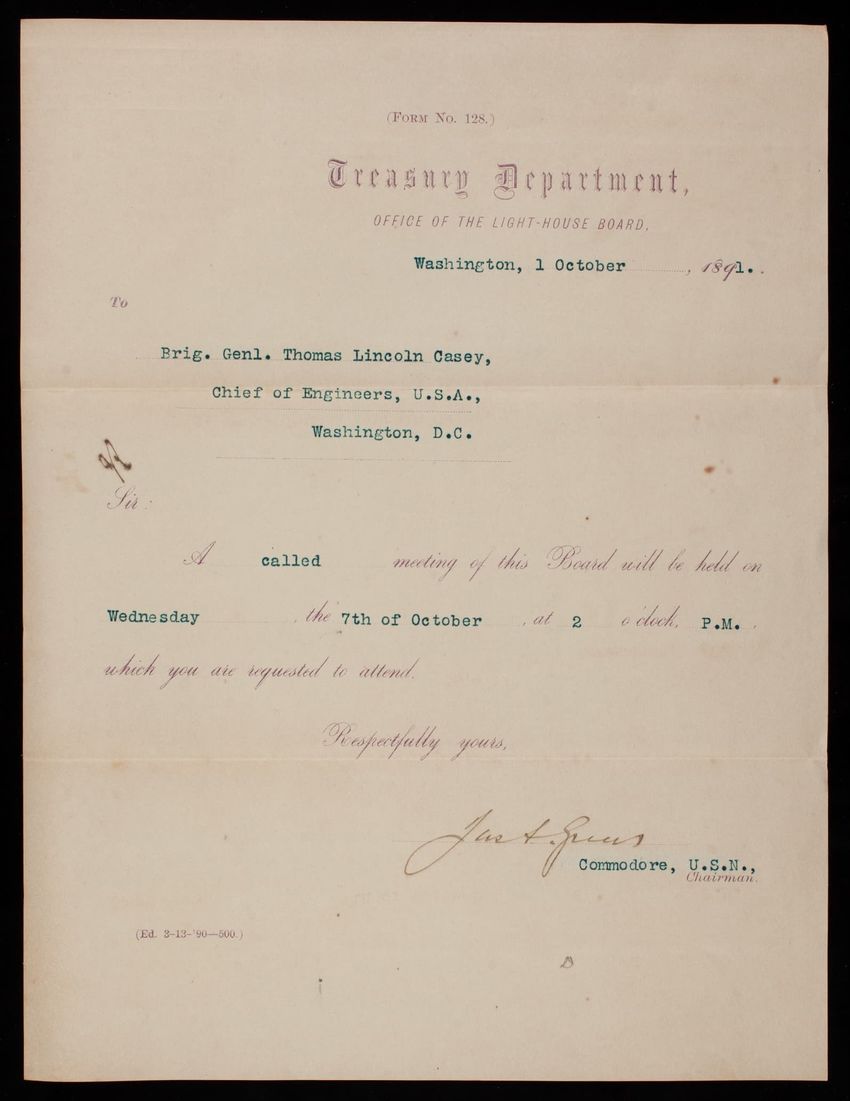 (FORM NO. 128.)
Treasury Department,
OFFICE OF THE LIGHT-HOUSE BOARD,
Washington, 1 October, 1891.
To
Brig. Genl. Thomas Lincoln Casey,
Chief of Engineers, U.S.A.,
Washington, D.C.
Sir:
A called meeting of this Board will be held on
Wednesday, the 7th of October, at 2 o'clock, P.M.,
which you are requested to attend.
Respectfully yours,
Jas A. Greer
Commodore, U.S.N.,
Chairman.
(Ed. 3-13-'90—500.)